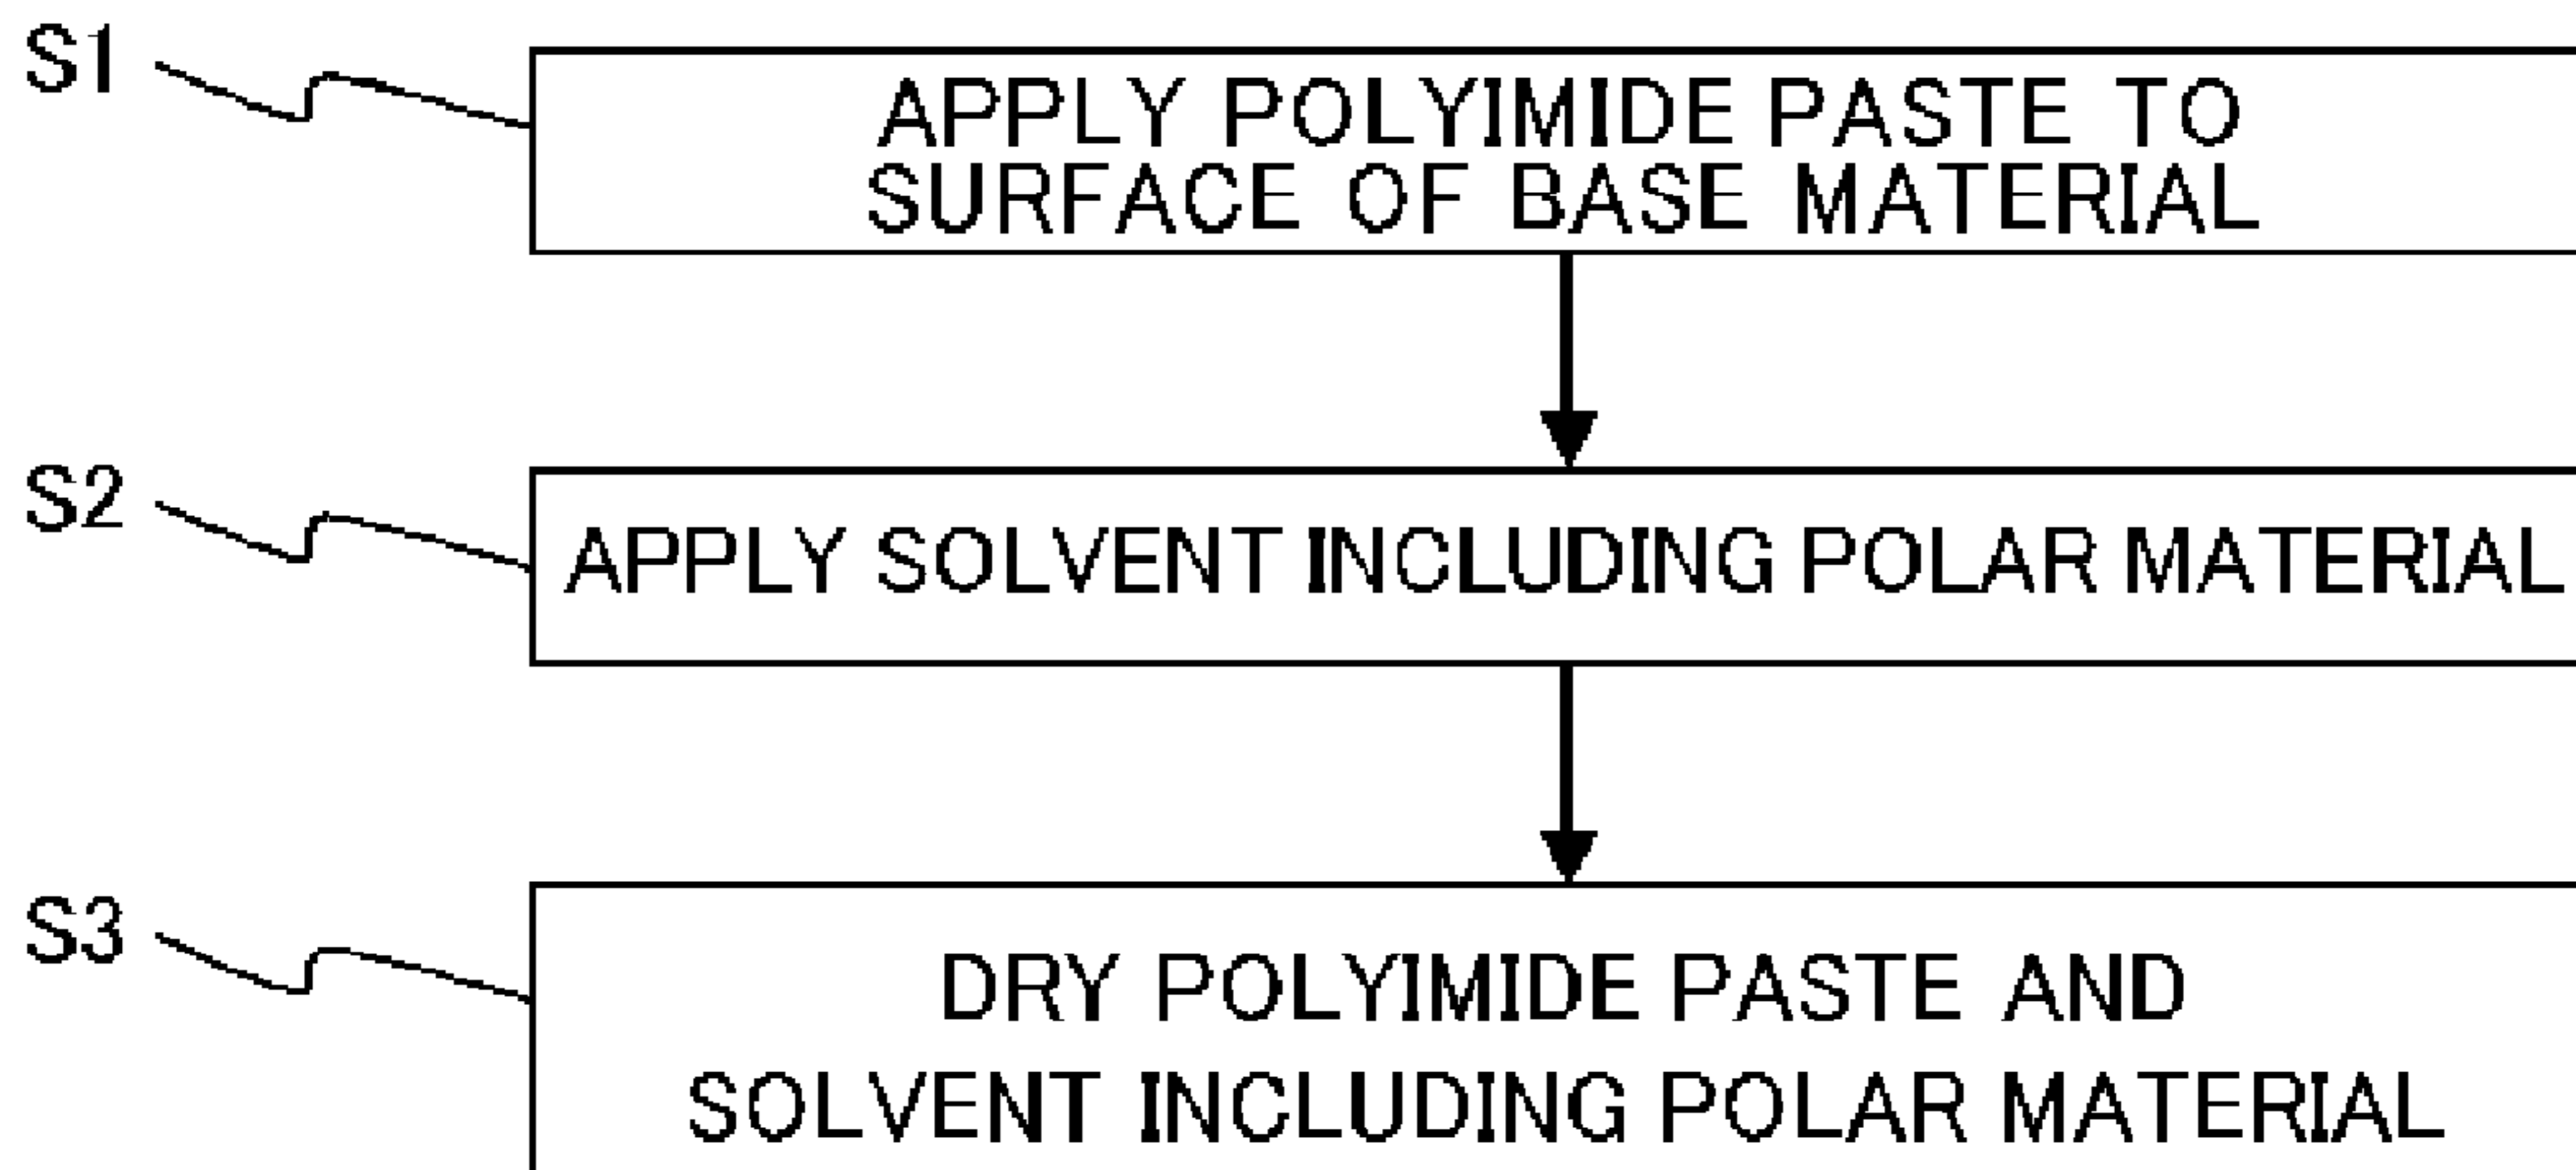 S1
APPLY POLYIMIDE PASTE TO
SURFACE OF BASE MATERIAL
S2
APPLY SOLVENT INCLUDING POLAR MATERIAL
S3
DRY POLYIMIDE PASTE AND
SOLVENT INCLUDING POLAR MATERIAL